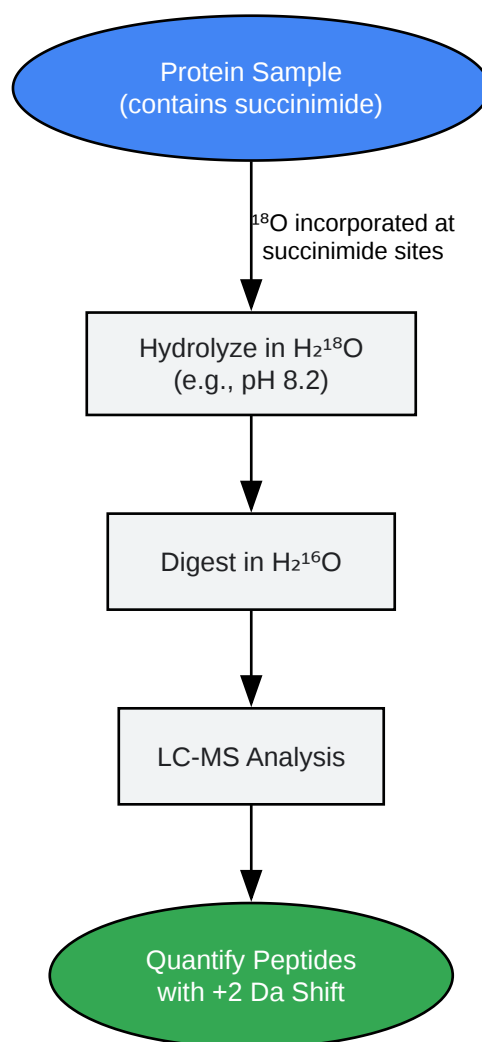 Protein Sample
(contains succinimide)
¹⁸O incorporated at
succinimide sites
Hydrolyze in H₂¹⁸O
(e.g., pH 8.2)
Digest in H₂¹⁶O
LC-MS Analysis
Quantify Peptides
with +2 Da Shift